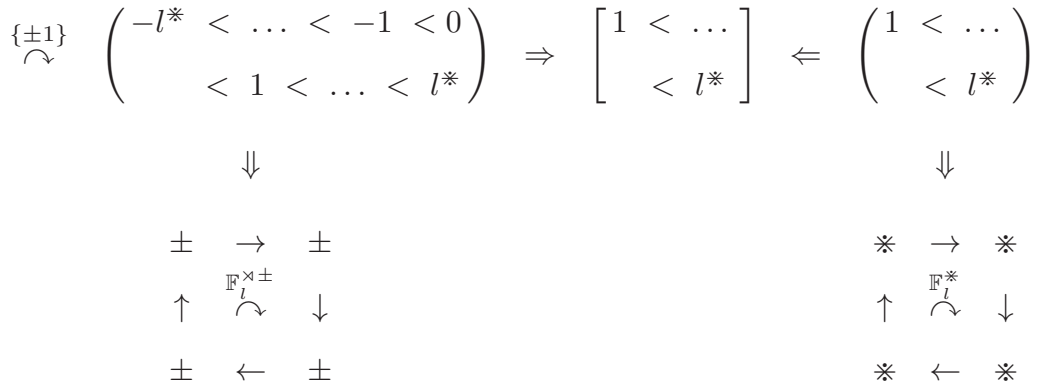 {±1}
↷ ( −l^⋇ < … < −1 < 0 ⇒ [ 1 < … ⇐ ( 1 < …
< 1 < … < l^⋇ ) < l^⋇ ] < l^⋇ )
⇓ ⇓
± → ± ⋇ → ⋇
↑ 𝔽_l^{⋊±} ↷ ↓ ↑ 𝔽_l^⋇ ↷ ↓
± ← ± ⋇ ← ⋇